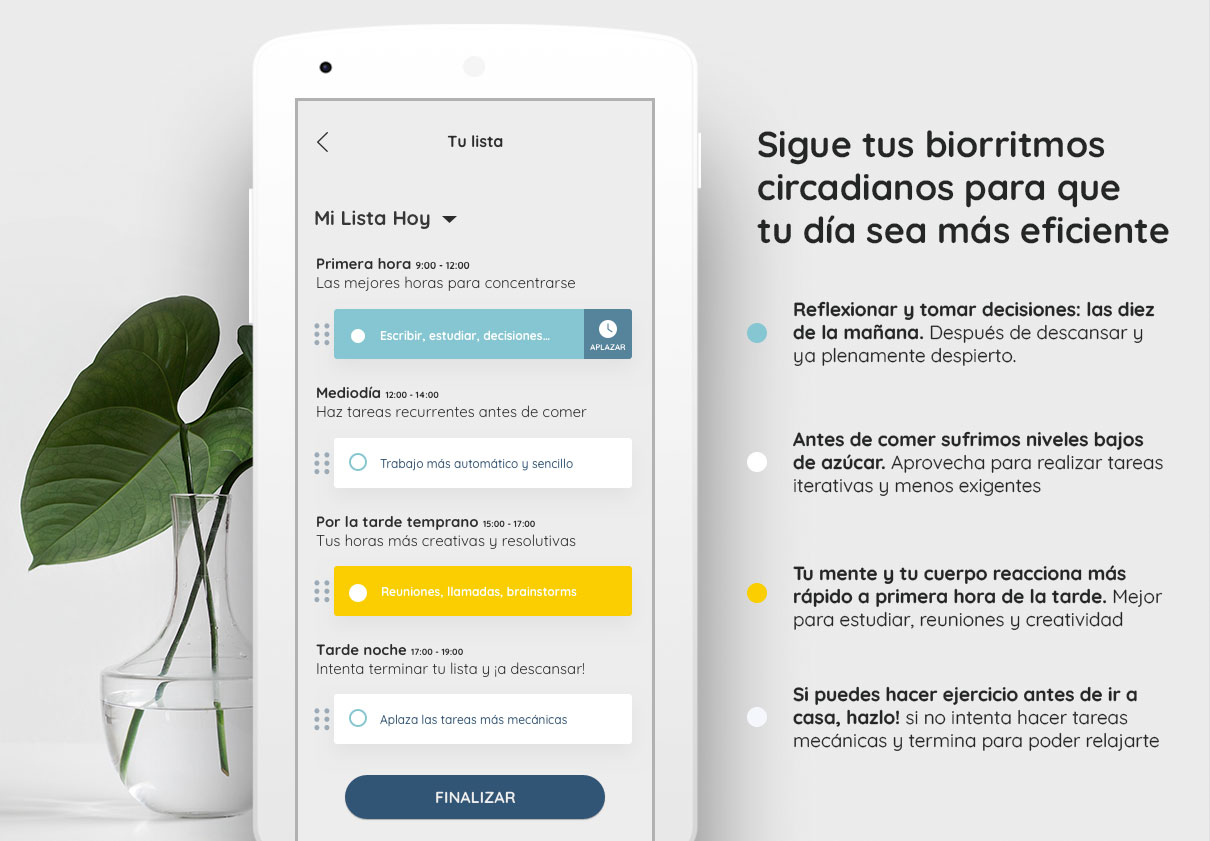 Tu lista
Mi Lista Hoy
Primera hora 9:00 - 12:00
Las mejores horas para concentrarse
Escribir, estudiar, decisiones...
APLAZAR
Mediodía 12:00 - 14:00
Haz tareas recurrentes antes de comer
Trabajo más automático y sencillo
Por la tarde temprano 15:00 - 17:00
Tus horas más creativas y resolutivas
Reuniones, llamadas, brainstorms
Tarde noche 17:00 - 19:00
Intenta terminar tu lista y ¡a descansar!
Aplaza las tareas más mecánicas
FINALIZAR
Sigue tus biorritmos
circadianos para que
tu día sea más eficiente
Reflexionar y tomar decisiones: las diez
de la mañana. Después de descansar y
ya plenamente despierto.
Antes de comer sufrimos niveles bajos
de azúcar. Aprovecha para realizar tareas
iterativas y menos exigentes
Tu mente y tu cuerpo reacciona más
rápido a primera hora de la tarde. Mejor
para estudiar, reuniones y creatividad
Si puedes hacer ejercicio antes de ir a
casa, hazlo! si no intenta hacer tareas
mecánicas y termina para poder relajarte